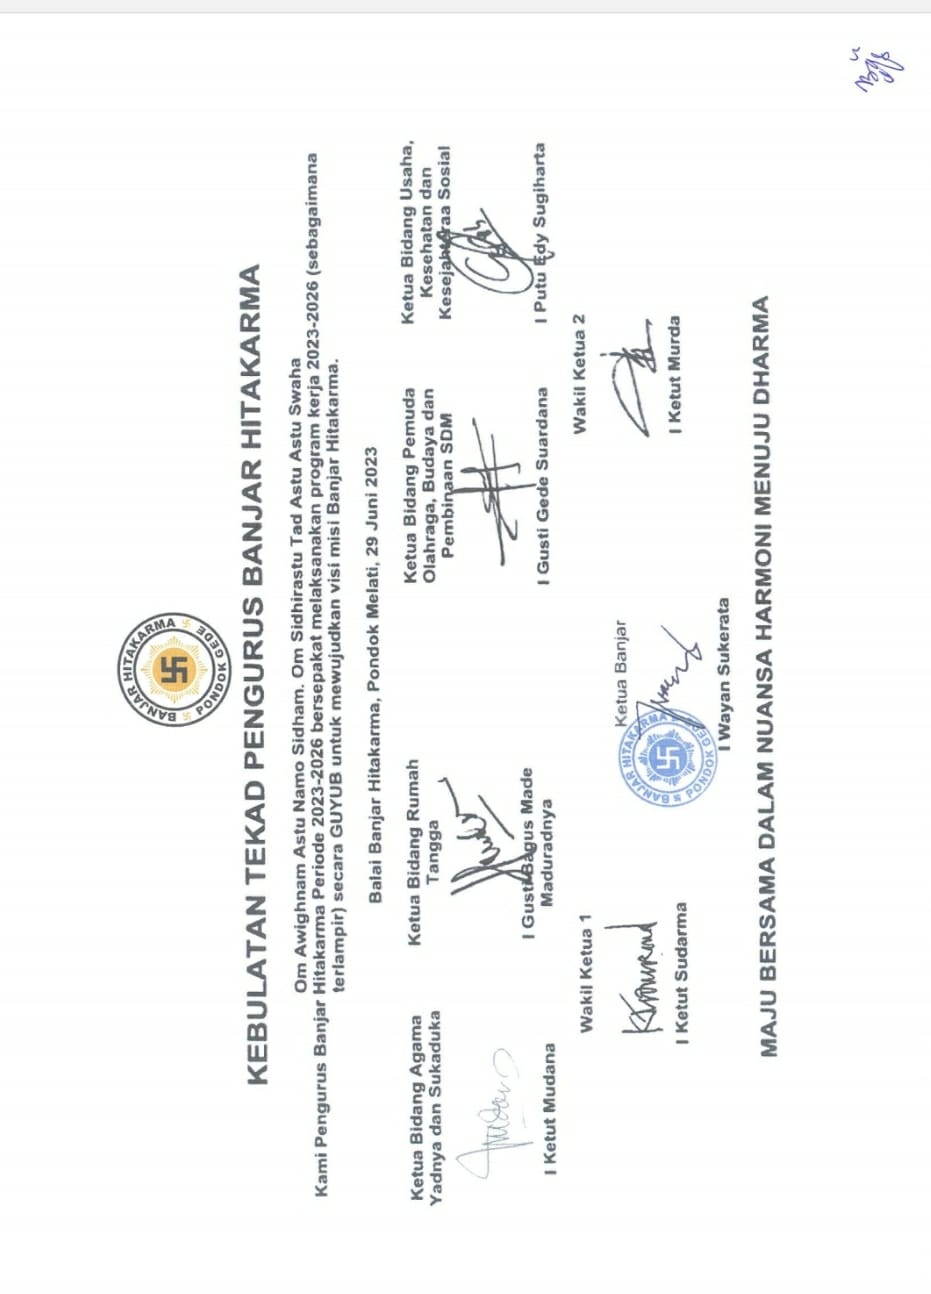 BANJAR HITAKARMA
PONDOK GEDE
KEBULATAN TEKAD PENGURUS BANJAR HITAKARMA
Om Awighnam Astu Namo Sidham. Om Sidhirastu Tad Astu Astu Swaha
Kami Pengurus Banjar Hitakarma Periode 2023-2026 bersepakat melaksanakan program kerja 2023-2026 (sebagaimana
terlampir) secara GUYUB untuk mewujudkan visi misi Banjar Hitakarma.
Balai Banjar Hitakarma, Pondok Melati, 29 Juni 2023
Ketua Bidang Agama
Yadnya dan Sukaduka
I Ketut Mudana
Ketua Bidang Rumah
Tangga
I Gusti Bagus Made
Maduradnya
Ketua Bidang Pemuda
Olahraga, Budaya dan
Pembinaan SDM
I Gusti Gede Suardana
Ketua Bidang Usaha,
Kesehatan dan
Kesejahteraa Sosial
I Putu Edy Sugiharta
Wakil Ketua 1
I Ketut Sudarma
Ketua Banjar
BANJAR HITAKARMA
PONDOK GEDE
I Wayan Sukerata
Wakil Ketua 2
I Ketut Murda
MAJU BERSAMA DALAM NUANSA HARMONI MENUJU DHARMA